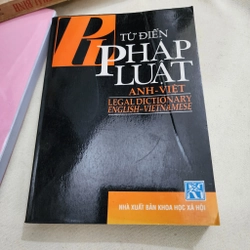 TỪ ĐIỂN
PHÁP
LUẬT
ANH - VIỆT
LEGAL DICTIONARY
ENGLISH - VIETNAMESE
NHÀ XUẤT BẢN KHOA HỌC XÃ HỘI